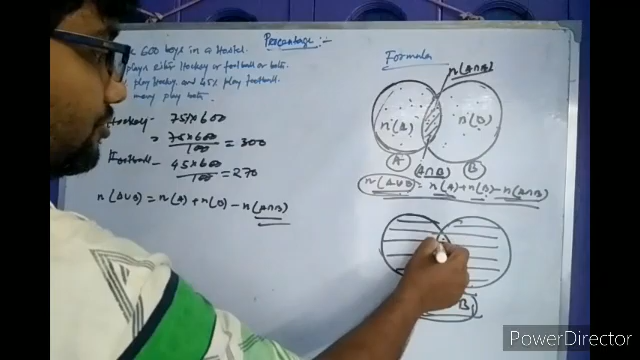 Precentage :-
600 boys in a Hostel.
plays either Hockey or football or both.
play Hockey and 45% play football.
many play both.
Hockey - 75% × 600
= 75 × 600 / 100 = 300
Football - 45 × 600 / 100 = 270
n(A∪B) = n(A) + n(B) - n(A∩B)
Formula
n(A∩B)
n(A) n(B)
A A∩B B
n(A∪B) = n(A) + n(B) - n(A∩B)
B
PowerDirector